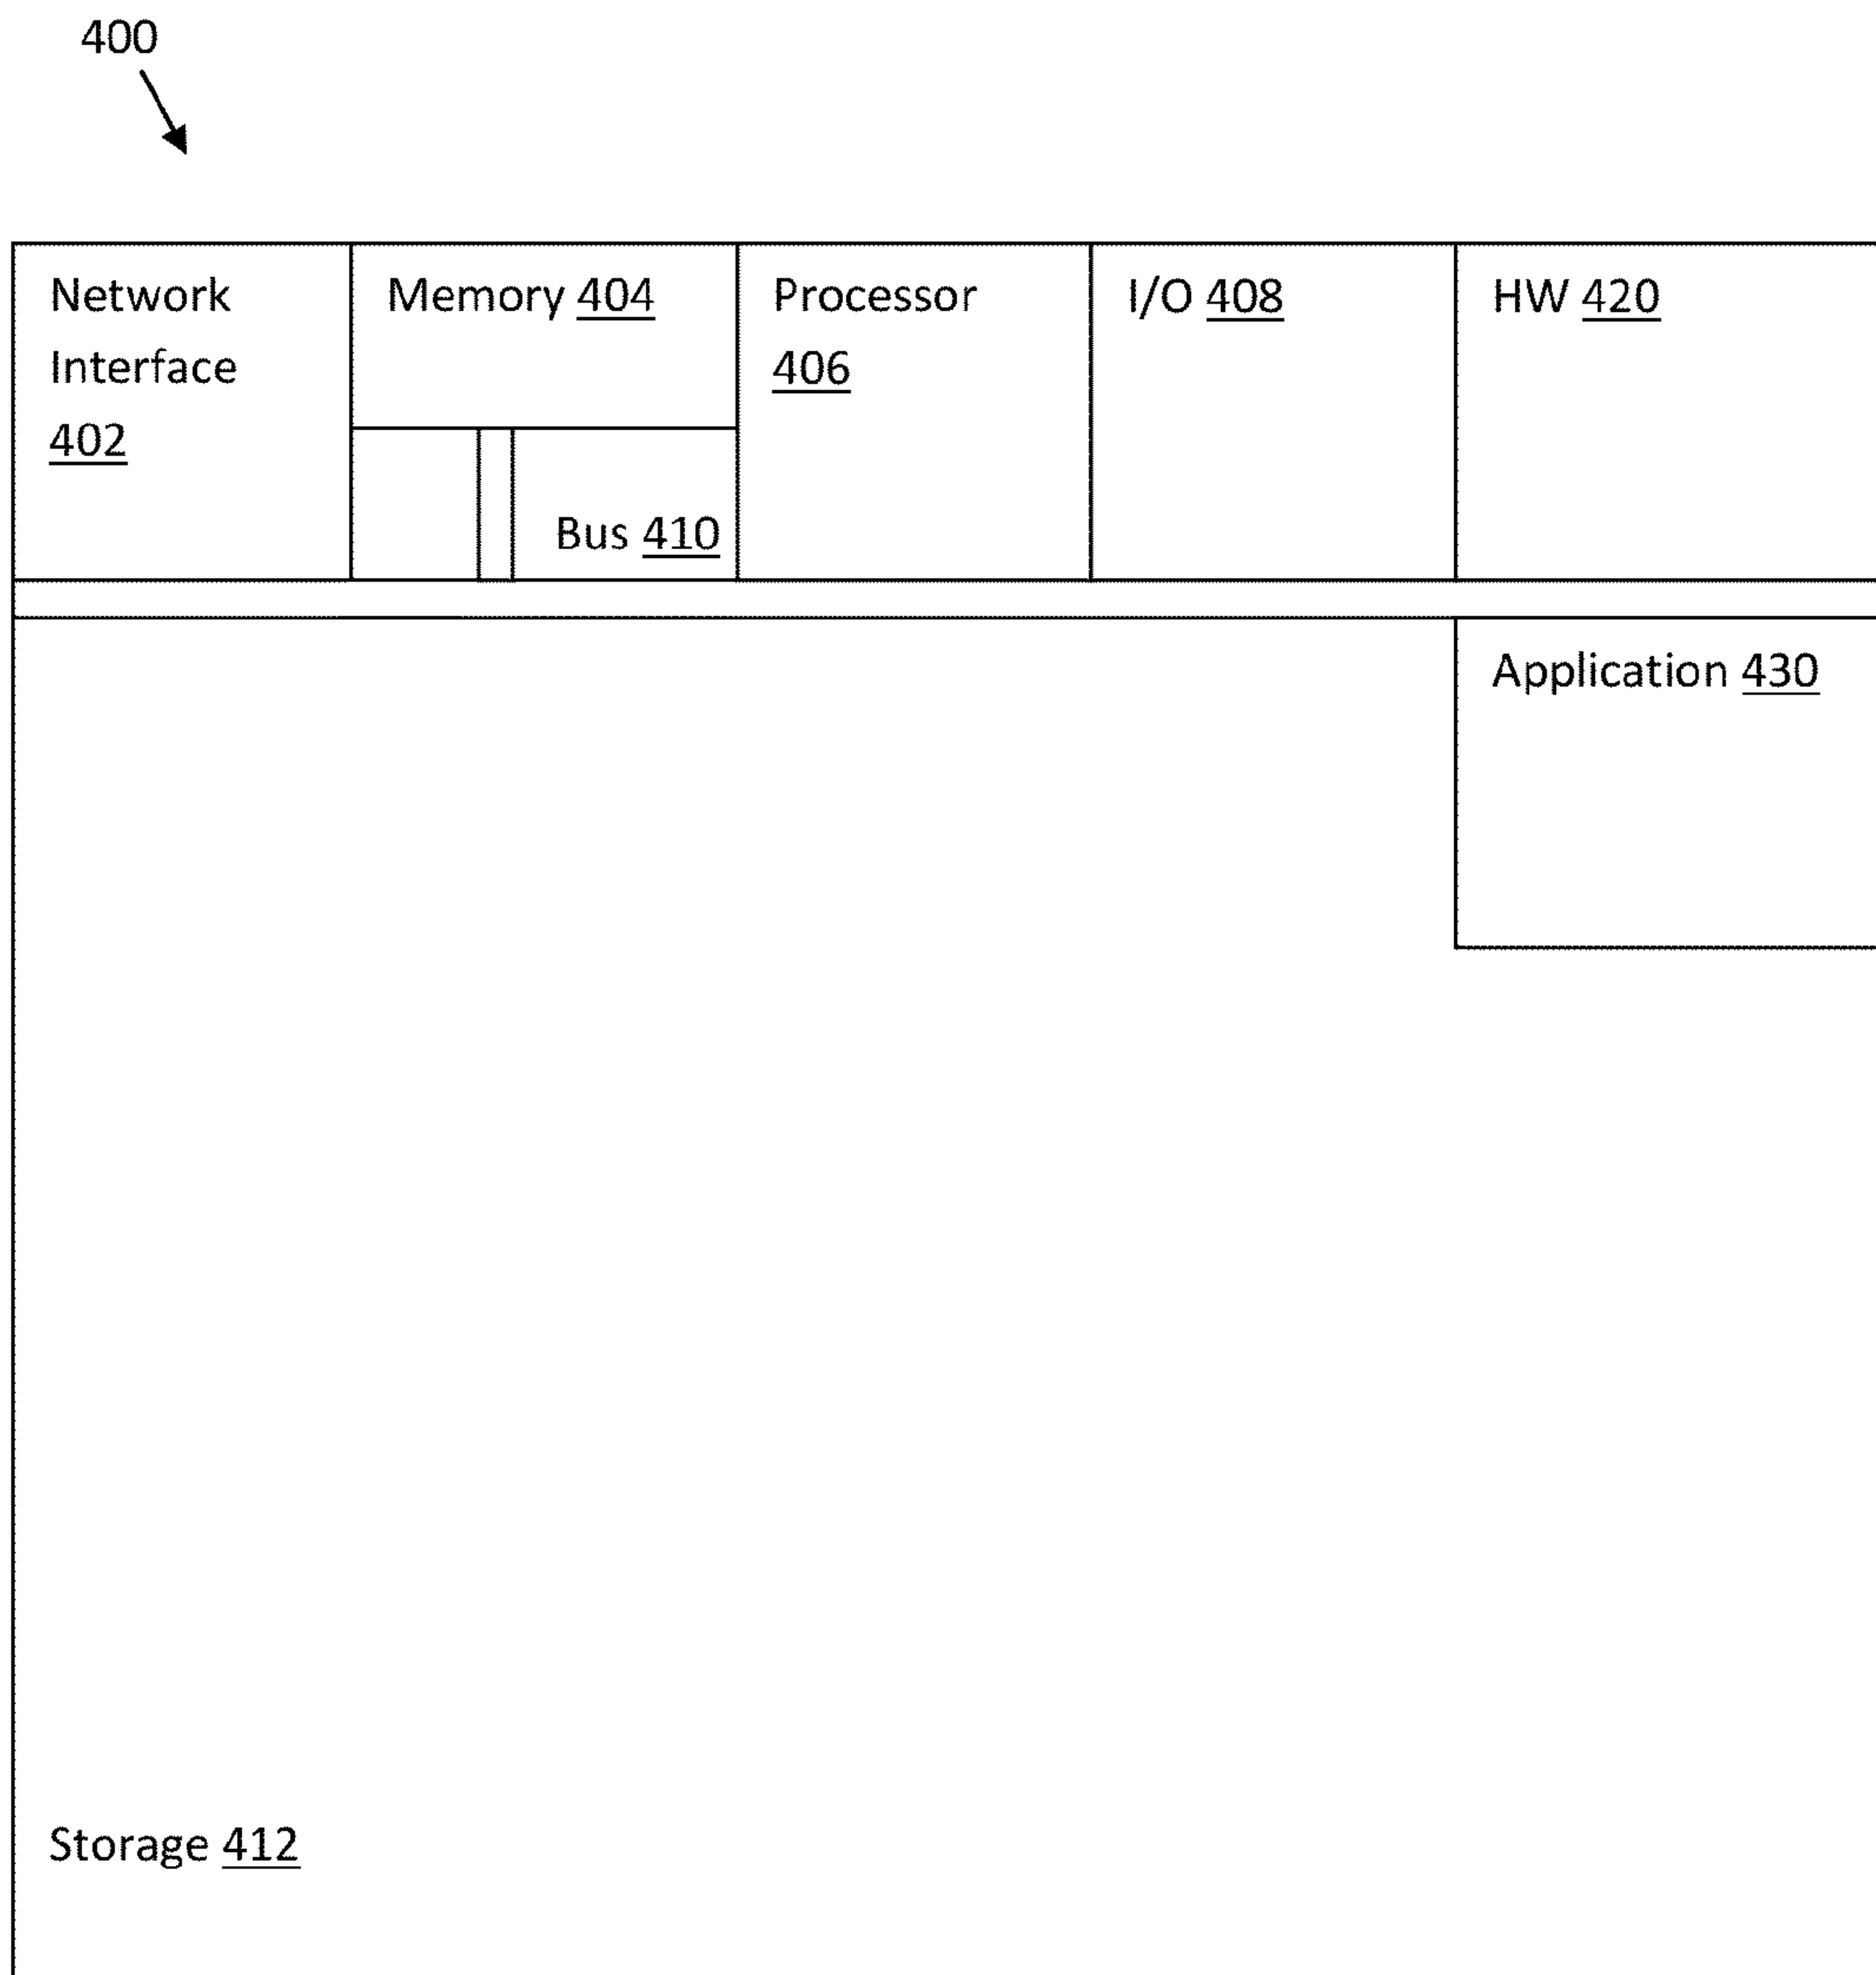 400
Network
Interface
402
Memory 404
Bus 410
Processor
406
I/O 408
HW 420
Application 430
Storage 412